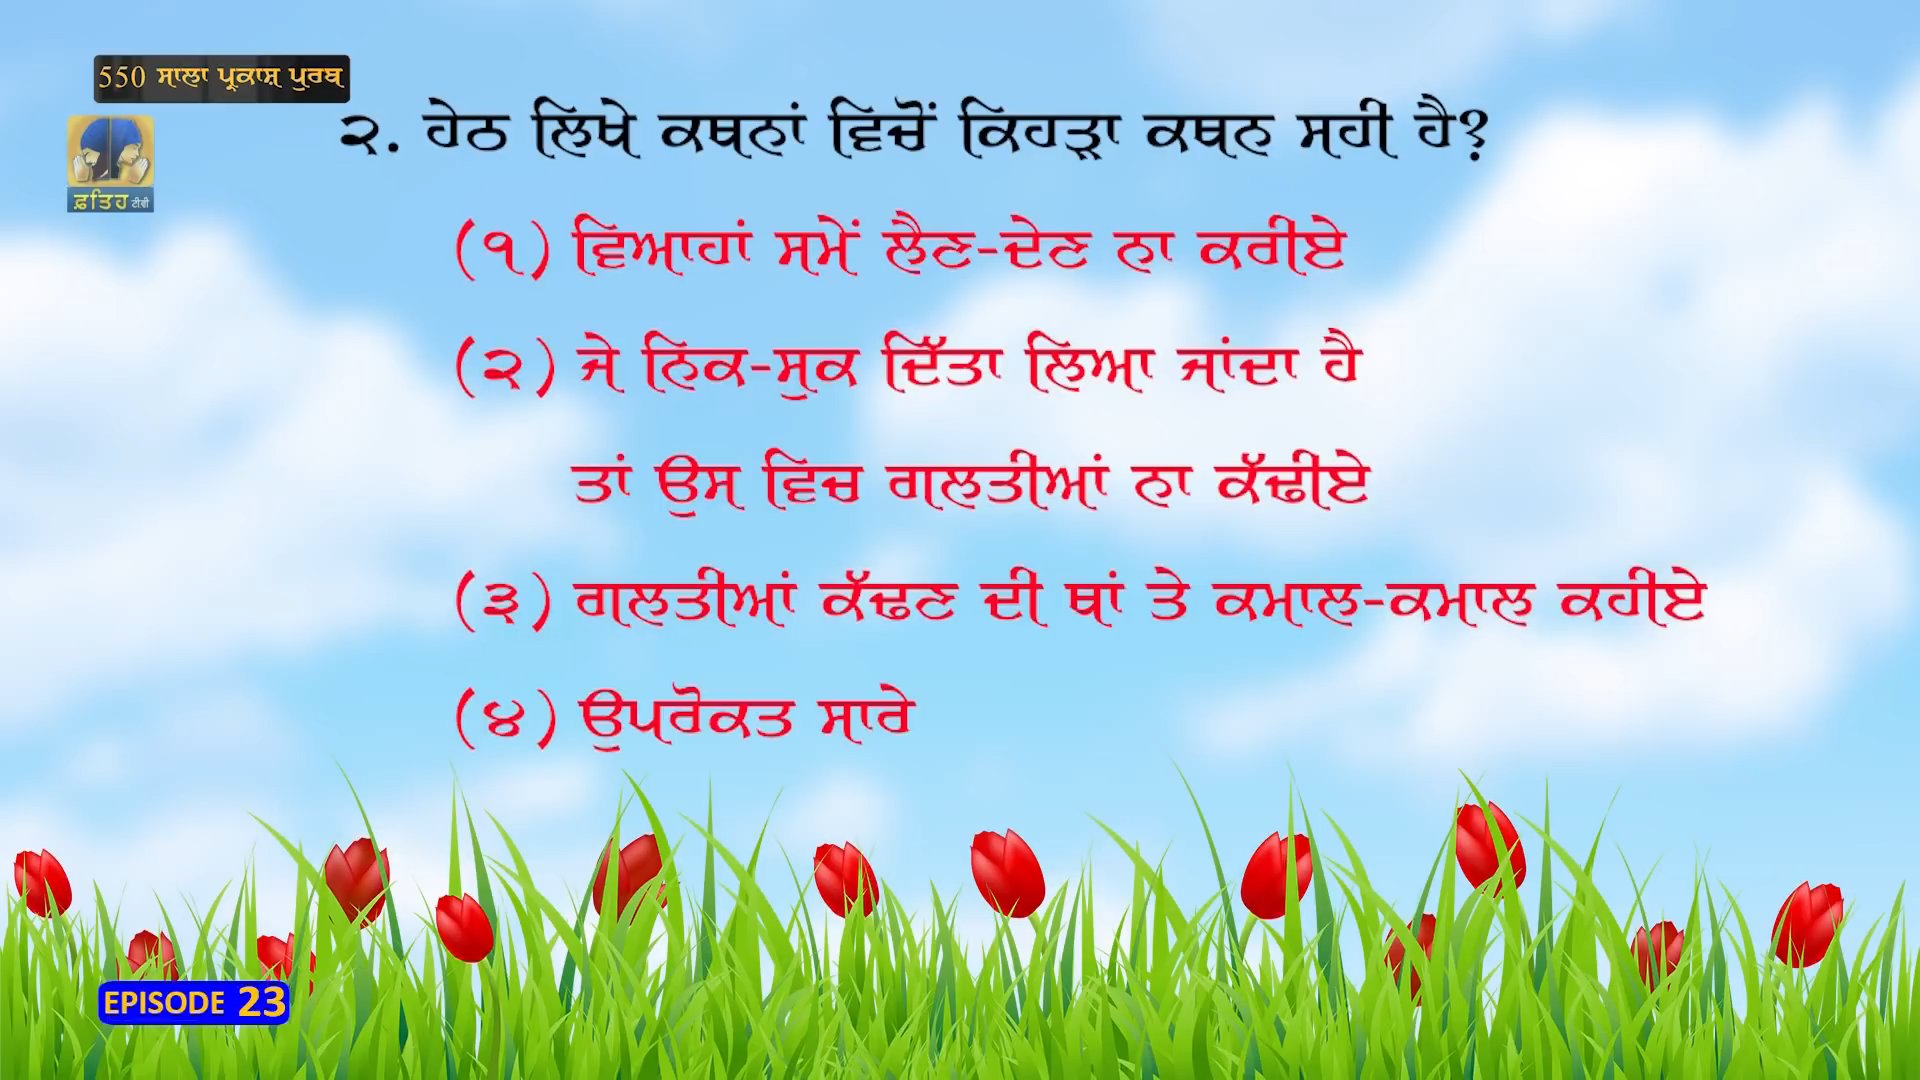 550 ਸਾਲਾ ਪ੍ਰਕਾਸ਼ ਪੁਰਬ
੨. ਹੇਠ ਲਿਖੇ ਕਥਨਾਂ ਵਿਚੋਂ ਕਿਹੜਾ ਕਥਨ ਸਹੀ ਹੈ?
ਫ਼ਤਿਹ ਟੀਵੀ
(੧) ਵਿਆਹਾਂ ਸਮੇਂ ਲੈਣ-ਦੇਣ ਨਾ ਕਰੀਏ
(੨) ਜੇ ਨਿਕ-ਸੁਕ ਦਿੱਤਾ ਲਿਆ ਜਾਂਦਾ ਹੈ
ਤਾਂ ਉਸ ਵਿਚ ਗਲਤੀਆਂ ਨਾ ਕੱਢੀਏ
(੩) ਗਲਤੀਆਂ ਕੱਢਣ ਦੀ ਥਾਂ ਤੇ ਕਮਾਲ-ਕਮਾਲ ਕਹੀਏ
(੪) ਉਪਰੋਕਤ ਸਾਰੇ
EPISODE 23